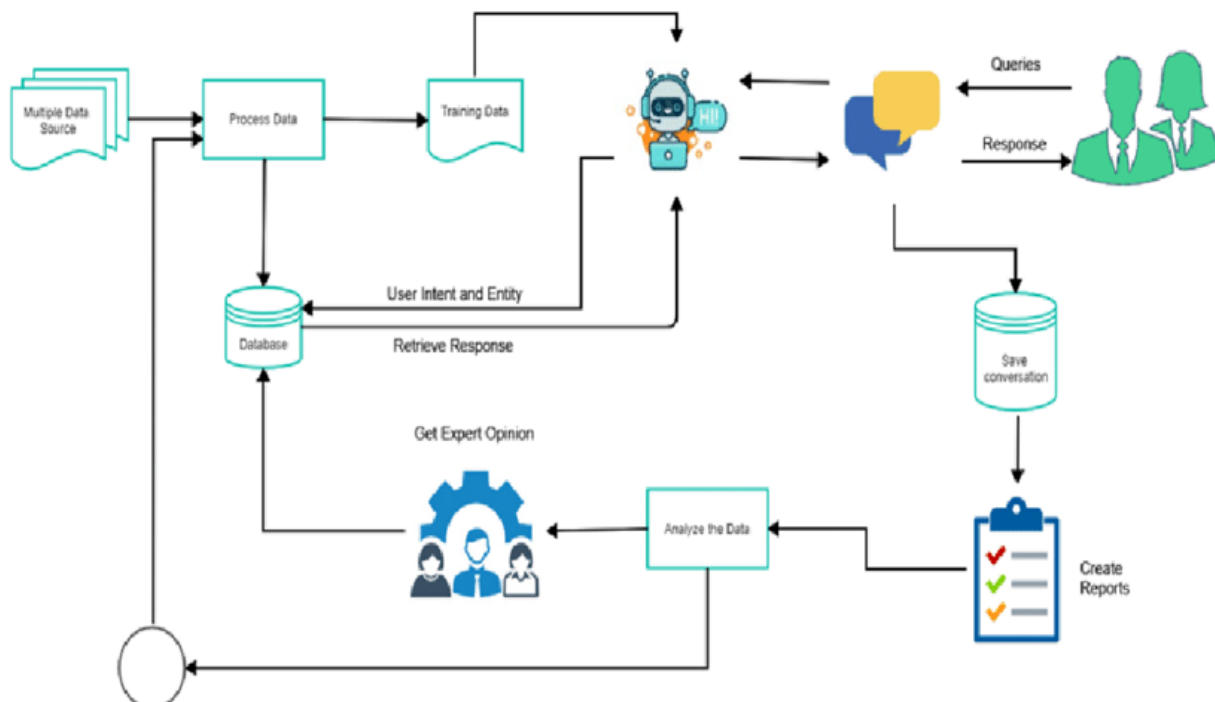 Queries
Multiple Data
Source
Process Data
Training Data
HI!
Response
User Intent and Entity
Database
Retrieve Response
Save
conversation
Get Expert Opinion
Analyze the Data
Create
Reports